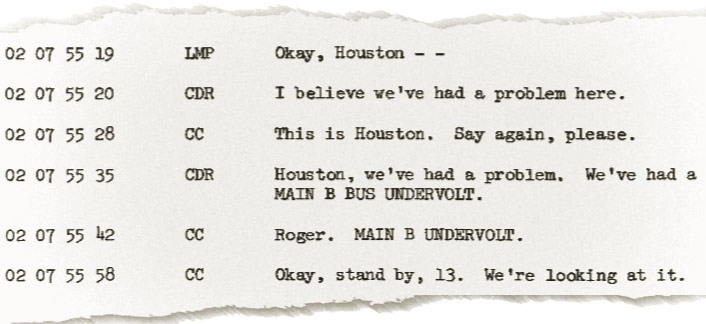 02 07 55 19 LMP Okay, Houston - -
02 07 55 20 CDR I believe we've had a problem here.
02 07 55 28 CC This is Houston. Say again, please.
02 07 55 35 CDR Houston, we've had a problem. We've had a
MAIN B BUS UNDERVOLT.
02 07 55 42 CC Roger. MAIN B UNDERVOLT.
02 07 55 58 CC Okay, stand by, 13. We're looking at it.